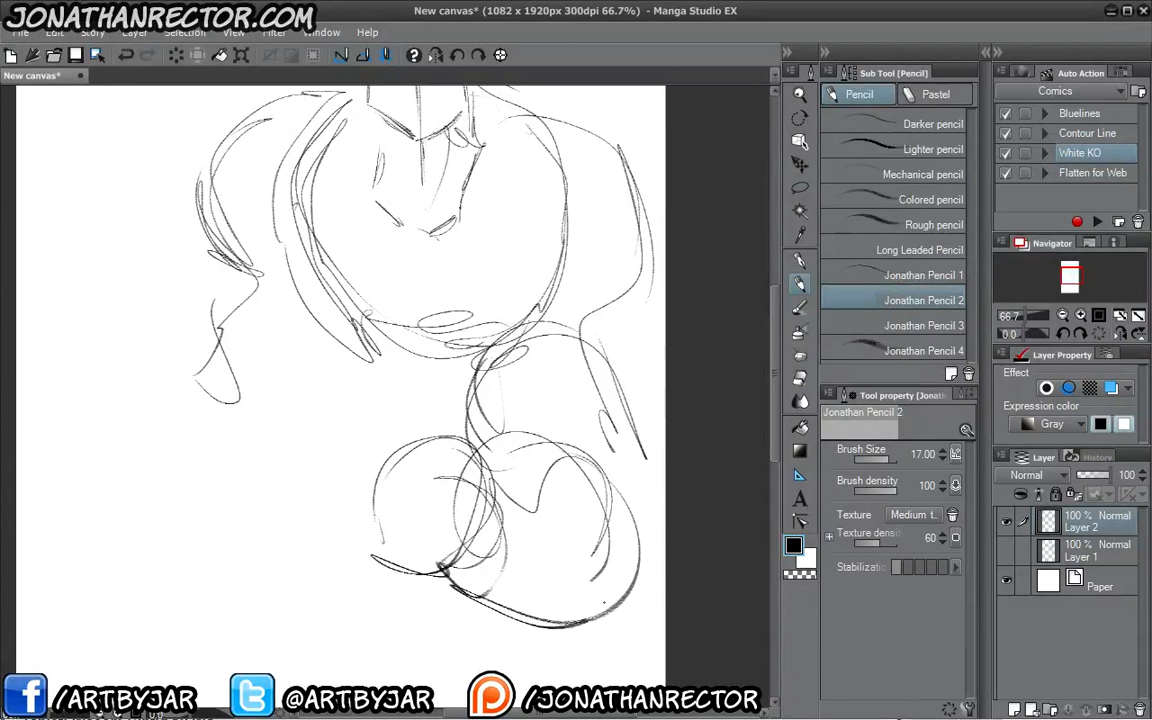 JONATHANRECTOR.COM
New canvas* (1082 x 1920px 300dpi 66.7%) - Manga Studio EX
File Edit Story Layer Selection View Filter Window Help
New canvas*
Sub Tool [Pencil]
Pencil
Pastel
Darker pencil
Lighter pencil
Mechanical pencil
Colored pencil
Rough pencil
Long Leaded Pencil
Jonathan Pencil 1
Jonathan Pencil 2
Jonathan Pencil 3
Jonathan Pencil 4
Tool property [Jonath
Jonathan Pencil 2
Brush Size 17.00
Brush density 100
Texture Medium t..
Texture densit 60
Stabilizatio
Auto Action
Comics
Bluelines
Contour Line
White KO
Flatten for Web
Navigator
66.7
0.0
Layer Property
Effect
Expression color
Gray
Layer
History
Normal 100
100 % Normal
Layer 2
100 % Normal
Layer 1
Paper
/ARTBYJAR
@ARTBYJAR
/JONATHANRECTOR